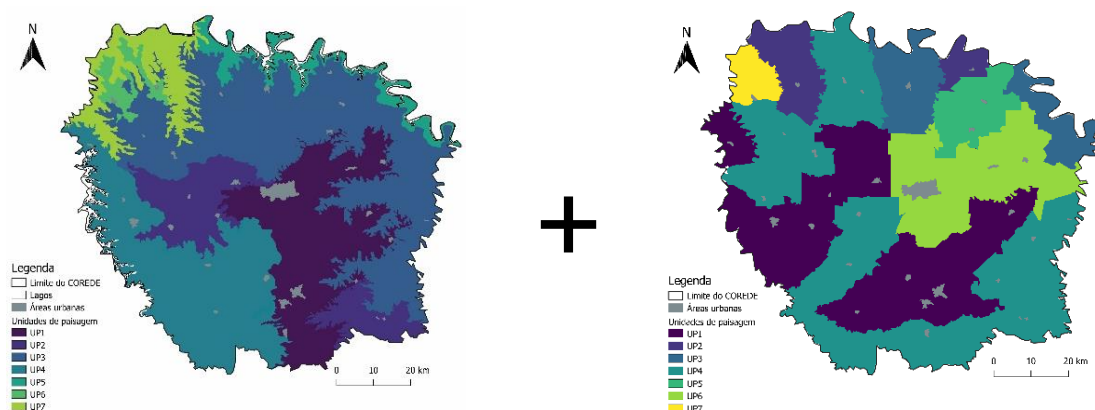 N
Legenda
Limite do COREDE
Lagos
Áreas urbanas
Unidades de paisagem
UP1
UP2
UP3
UP4
UP5
UP6
UP7
0 10 20 km
+
N
Legenda
Limite do COREDE
Áreas urbanas
Unidades de paisagem
UP1
UP2
UP3
UP4
UP5
UP6
UP7
0 10 20 km